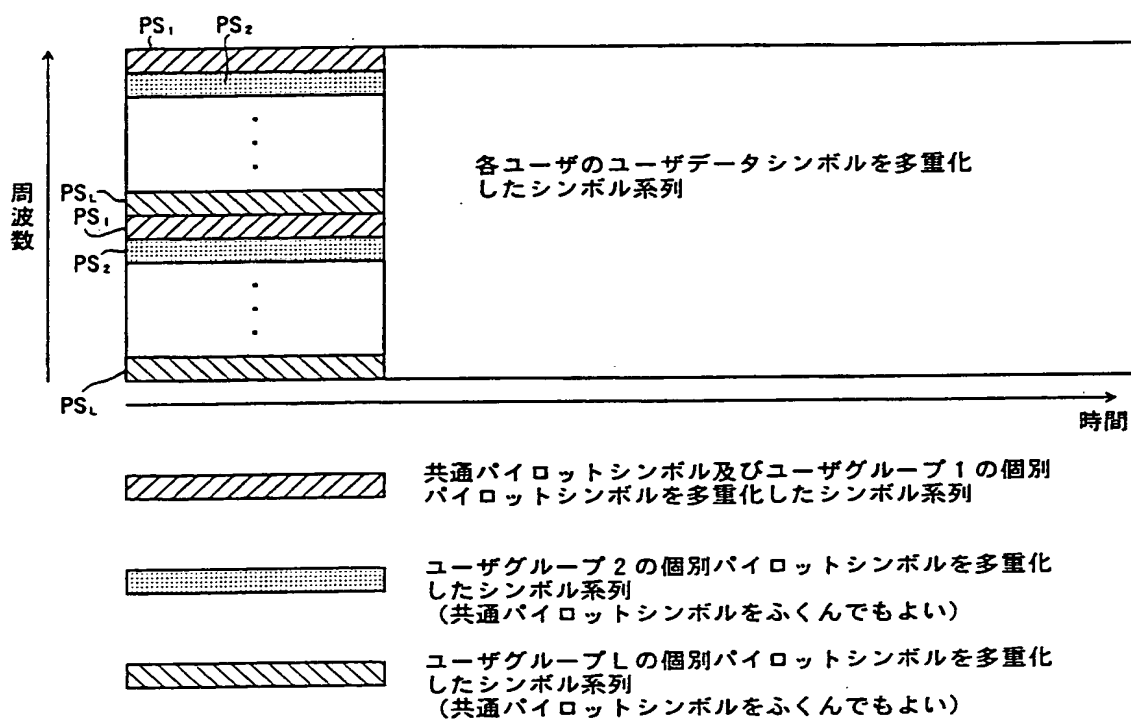 PS₁
PS₂
周波数
PS_L
PS₁
PS₂
PS_L
各ユーザのユーザデータシンボルを多重化
したシンボル系列
時間
共通パイロットシンボル及びユーザグループ1の個別
パイロットシンボルを多重化したシンボル系列
ユーザグループ2の個別パイロットシンボルを多重化
したシンボル系列
(共通パイロットシンボルをふくんでもよい)
ユーザグループLの個別パイロットシンボルを多重化
したシンボル系列
(共通パイロットシンボルをふくんでもよい)